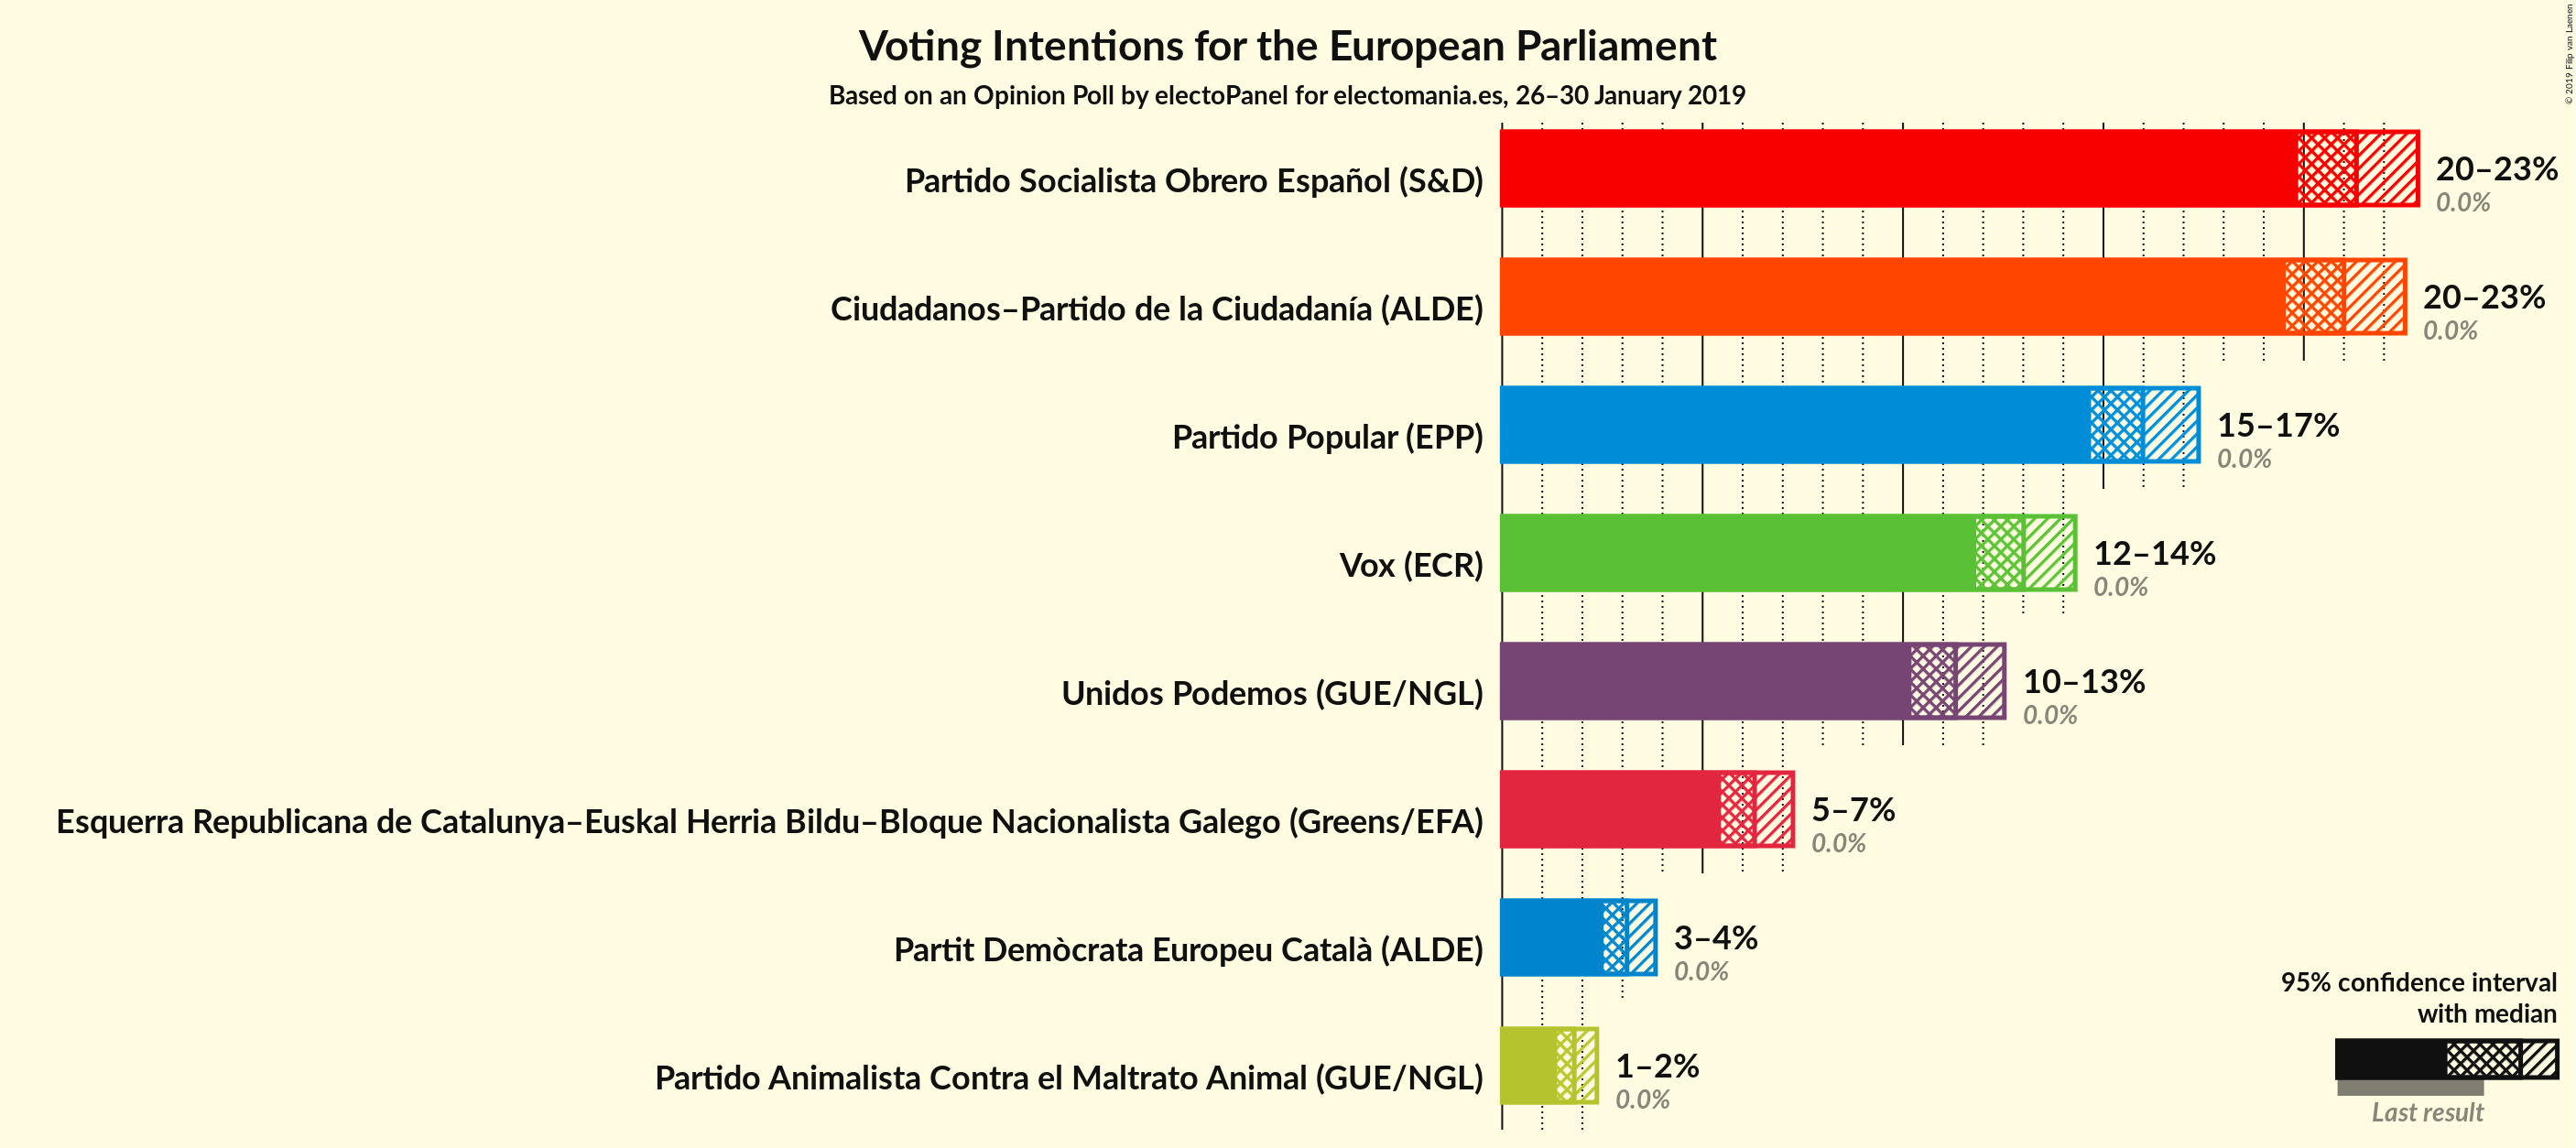 Voting Intentions for the European Parliament
Based on an Opinion Poll by electoPanel for electomania.es, 26–30 January 2019
© 2019 Filip van Laenen
Partido Socialista Obrero Español (S&D)
20–23%
0.0%
Ciudadanos–Partido de la Ciudadanía (ALDE)
20–23%
0.0%
Partido Popular (EPP)
15–17%
0.0%
Vox (ECR)
12–14%
0.0%
Unidos Podemos (GUE/NGL)
10–13%
0.0%
Esquerra Republicana de Catalunya–Euskal Herria Bildu–Bloque Nacionalista Galego (Greens/EFA)
5–7%
0.0%
Partit Demòcrata Europeu Català (ALDE)
3–4%
0.0%
Partido Animalista Contra el Maltrato Animal (GUE/NGL)
1–2%
0.0%
95% confidence interval
with median
Last result